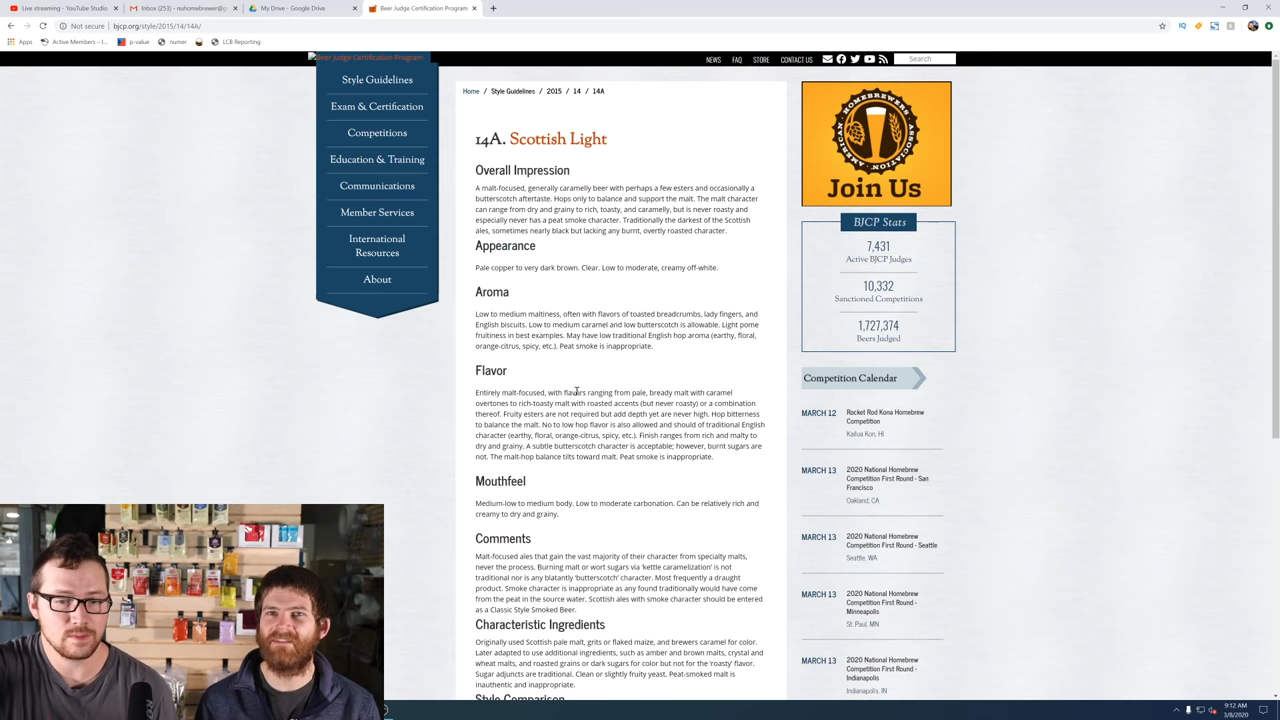 Live streaming - YouTube Studio
Inbox (253) - nuhomebrewer@g
My Drive - Google Drive
Beer Judge Certification Program
Not secure | bjcp.org/style/2015/14/14A/
Apps
Active Members – I...
p-value
numer
LCB Reporting
Beer Judge Certification Program
NEWS
FAQ
STORE
CONTACT US
Search
Style Guidelines
Exam & Certification
Competitions
Education & Training
Communications
Member Services
International
Resources
About
Home / Style Guidelines / 2015 / 14 / 14A
14A. Scottish Light
Overall Impression
A malt-focused, generally caramelly beer with perhaps a few esters and occasionally a
butterscotch aftertaste. Hops only to balance and support the malt. The malt character
can range from dry and grainy to rich, toasty, and caramelly, but is never roasty and
especially never has a peat smoke character. Traditionally the darkest of the Scottish
ales, sometimes nearly black but lacking any burnt, overtly roasted character.
Appearance
Pale copper to very dark brown. Clear. Low to moderate, creamy off-white.
Aroma
Low to medium maltiness, often with flavors of toasted breadcrumbs, lady fingers, and
English biscuits. Low to medium caramel and low butterscotch is allowable. Light pome
fruitiness in best examples. May have low traditional English hop aroma (earthy, floral,
orange-citrus, spicy, etc.). Peat smoke is inappropriate.
Flavor
Entirely malt-focused, with flavors ranging from pale, bready malt with caramel
overtones to rich-toasty malt with roasted accents (but never roasty) or a combination
thereof. Fruity esters are not required but add depth yet are never high. Hop bitterness
to balance the malt. No to low hop flavor is also allowed and should of traditional English
character (earthy, floral, orange-citrus, spicy, etc.). Finish ranges from rich and malty to
dry and grainy. A subtle butterscotch character is acceptable; however, burnt sugars are
not. The malt-hop balance tilts toward malt. Peat smoke is inappropriate.
Mouthfeel
Medium-low to medium body. Low to moderate carbonation. Can be relatively rich and
creamy to dry and grainy.
Comments
Malt-focused ales that gain the vast majority of their character from specialty malts,
never the process. Burning malt or wort sugars via 'kettle caramelization' is not
traditional nor is any blatantly 'butterscotch' character. Most frequently a draught
product. Smoke character is inappropriate as any found traditionally would have come
from the peat in the source water. Scottish ales with smoke character should be entered
as a Classic Style Smoked Beer.
Characteristic Ingredients
Originally used Scottish pale malt, grits or flaked maize, and brewers caramel for color.
Later adapted to use additional ingredients, such as amber and brown malts, crystal and
wheat malts, and roasted grains or dark sugars for color but not for the 'roasty' flavor.
Sugar adjuncts are traditional. Clean or slightly fruity yeast. Peat-smoked malt is
inauthentic and inappropriate.
Style Comparison
AMERICAN HOMEBREWERS ASSOCIATION
Join Us
BJCP Stats
7,431
Active BJCP Judges
10,332
Sanctioned Competitions
1,727,374
Beers Judged
Competition Calendar
MARCH 12
Rocket Rod Kona Homebrew
Competition
Kailua Kon, HI
MARCH 13
2020 National Homebrew
Competition First Round - San
Francisco
Oakland, CA
MARCH 13
2020 National Homebrew
Competition First Round - Seattle
Seattle, WA
MARCH 13
2020 National Homebrew
Competition First Round -
Minneapolis
St. Paul, MN
MARCH 13
2020 National Homebrew
Competition First Round -
Indianapolis
Indianapolis, IN
9:12 AM
3/8/2020